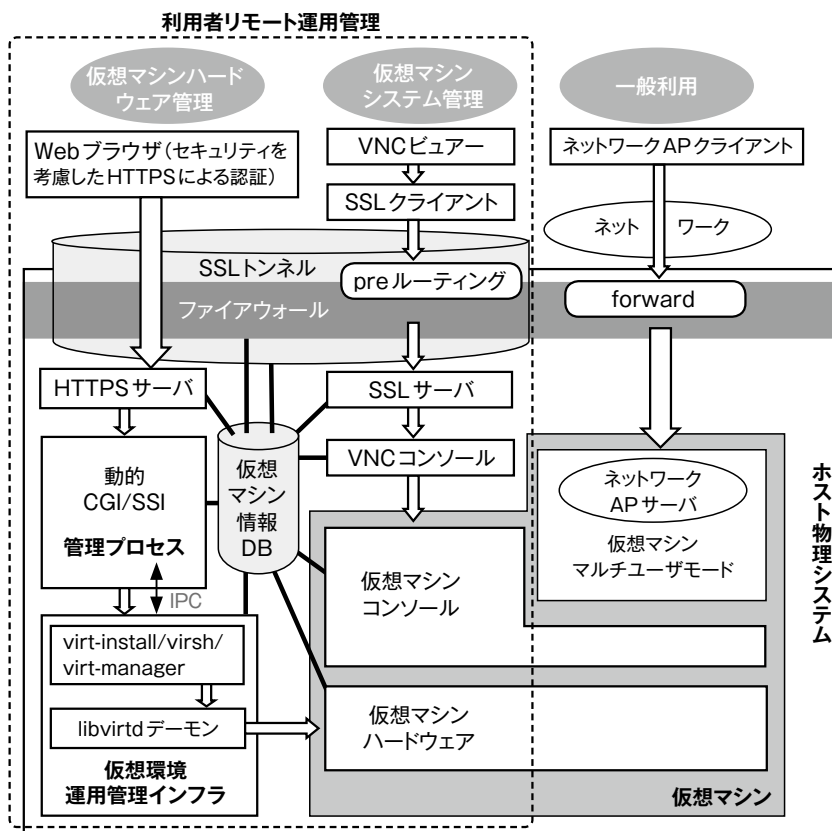 利用者リモート運用管理
仮想マシンハード
ウェア管理
仮想マシン
システム管理
一般利用
Webブラウザ（セキュリティを
考慮したHTTPSによる認証）
VNCビュアー
SSLクライアント
ネットワークAPクライアント
ネット ワーク
SSLトンネル
preルーティング
ファイアウォール
forward
HTTPSサーバ
SSLサーバ
VNCコンソール
動的
CGI/SSI
管理プロセス
仮想
マシン
情報
DB
ネットワーク
APサーバ
仮想マシン
マルチユーザモード
ホスト物理システム
仮想マシン
コンソール
IPC
virt-install/virsh/
virt-manager
libvirtdデーモン
仮想環境
運用管理インフラ
仮想マシン
ハードウェア
仮想マシン